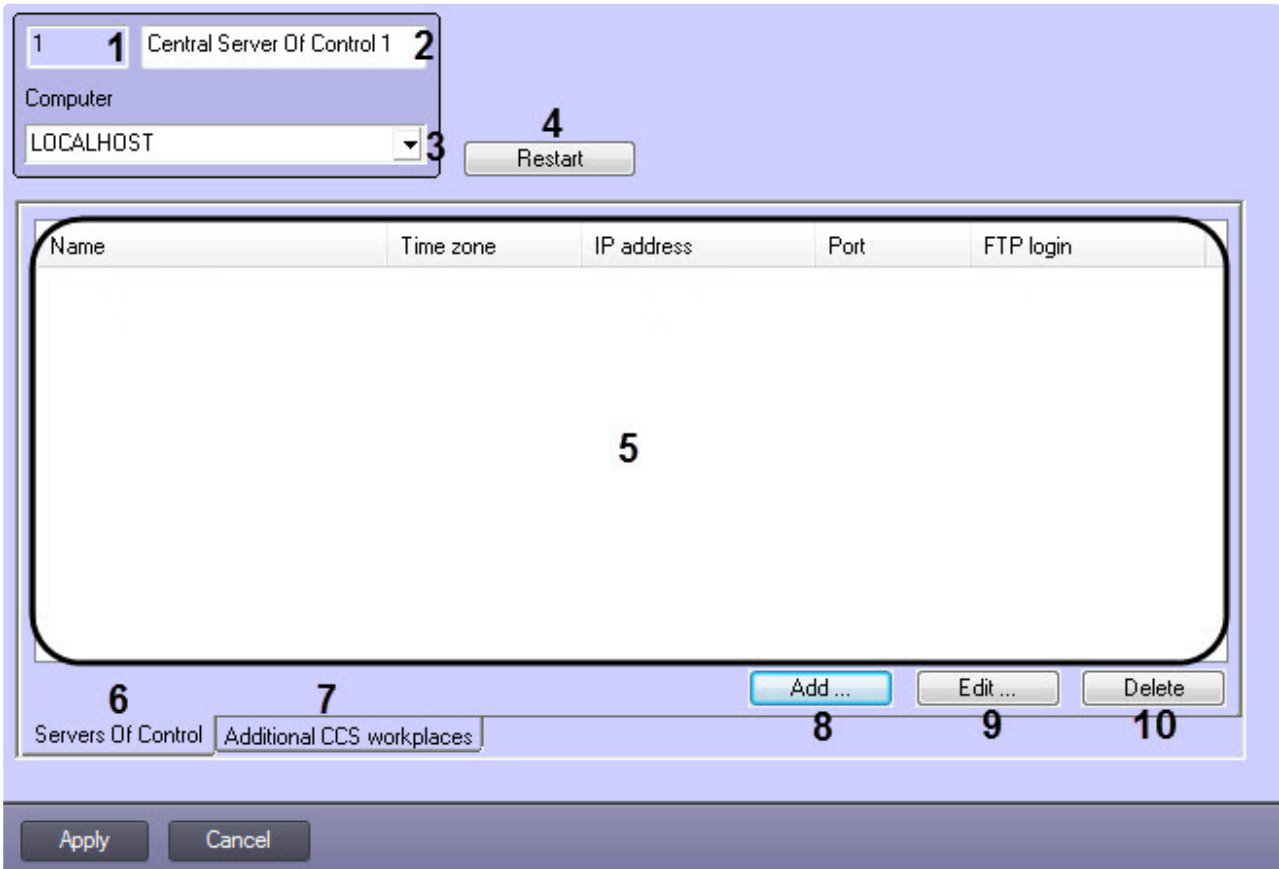 1 1 Central Server Of Control 1 2
Computer
LOCALHOST 3
4
Restart
Name Time zone IP address Port FTP login
5
Add ... Edit ... Delete
6 7
8 9 10
Servers Of Control Additional CCS workplaces
Apply Cancel